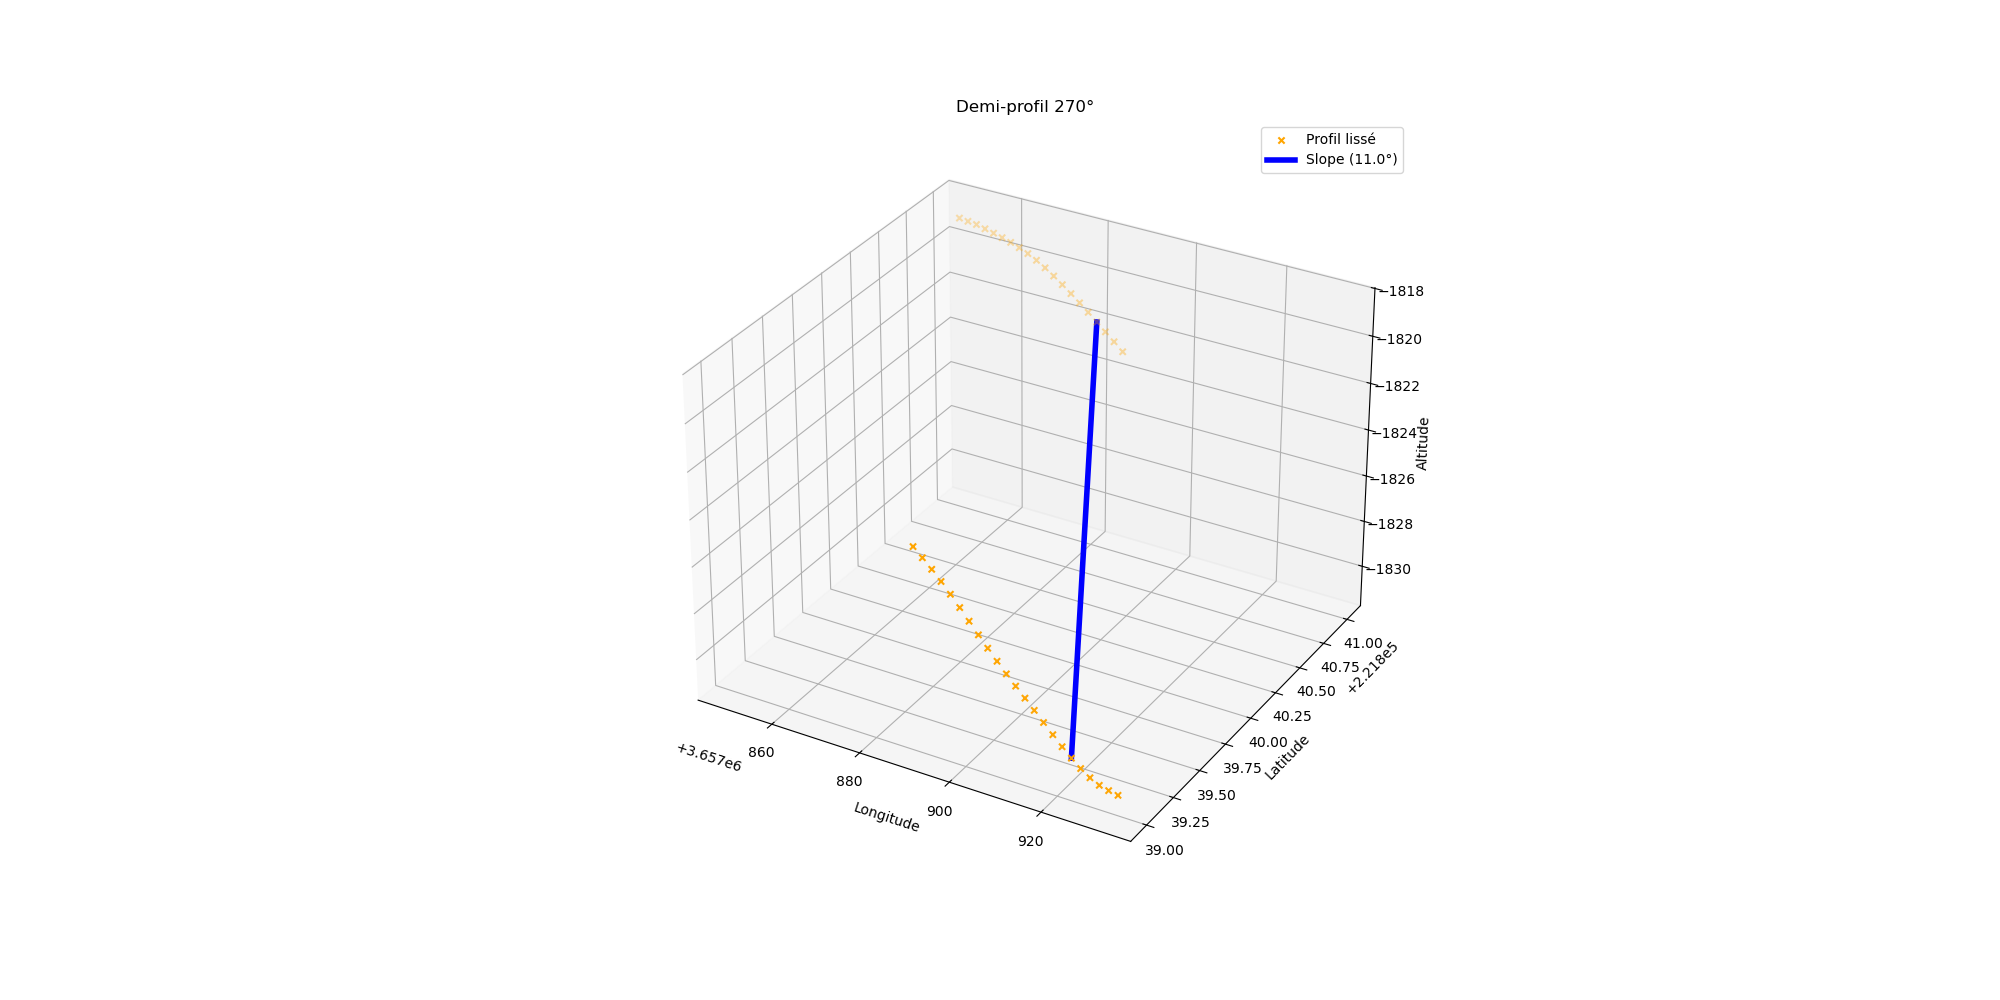 Demi-profil 270°
Profil lissé
Slope (11.0°)
−1818
−1820
−1822
−1824
−1826
−1828
−1830
Altitude
41.00
40.75
40.50
40.25
40.00
39.75
39.50
39.25
39.00
+2.218e5
Latitude
860
880
900
920
+3.657e6
Longitude